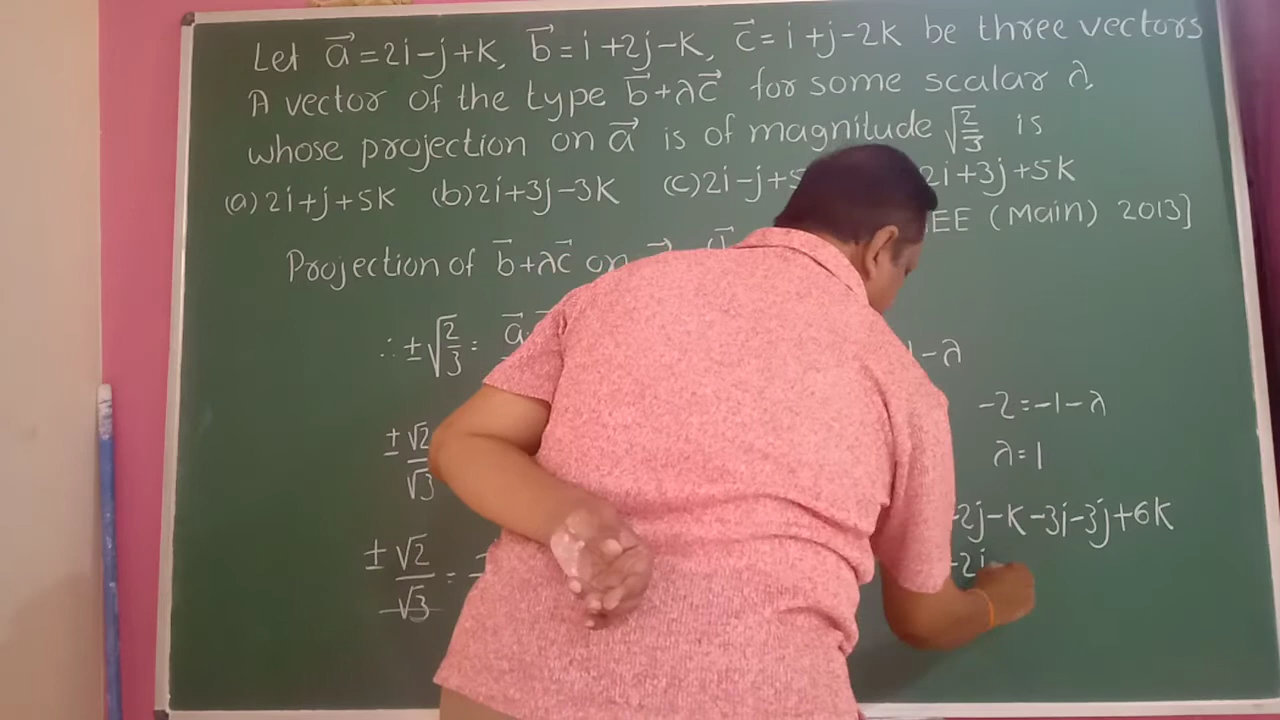 Let a⃗ = 2i-j+k, b⃗ = i+2j-k, c⃗ = i+j-2k be three vectors
A vector of the type b⃗+λc⃗ for some scalar λ
whose projection on a⃗ is of magnitude √(2/3) is
(a) 2i+j+5k (b) 2i+3j-3k (c) 2i-j+5 2i+3j+5k
EE (Main) 2013]
Projection of b⃗+λc⃗ on
∴ ±√(2/3) = a⃗ -λ
-2=-1-λ
±√2/√3 λ=1
2j-k-3i-3j+6k
±√2/√3 = -2i